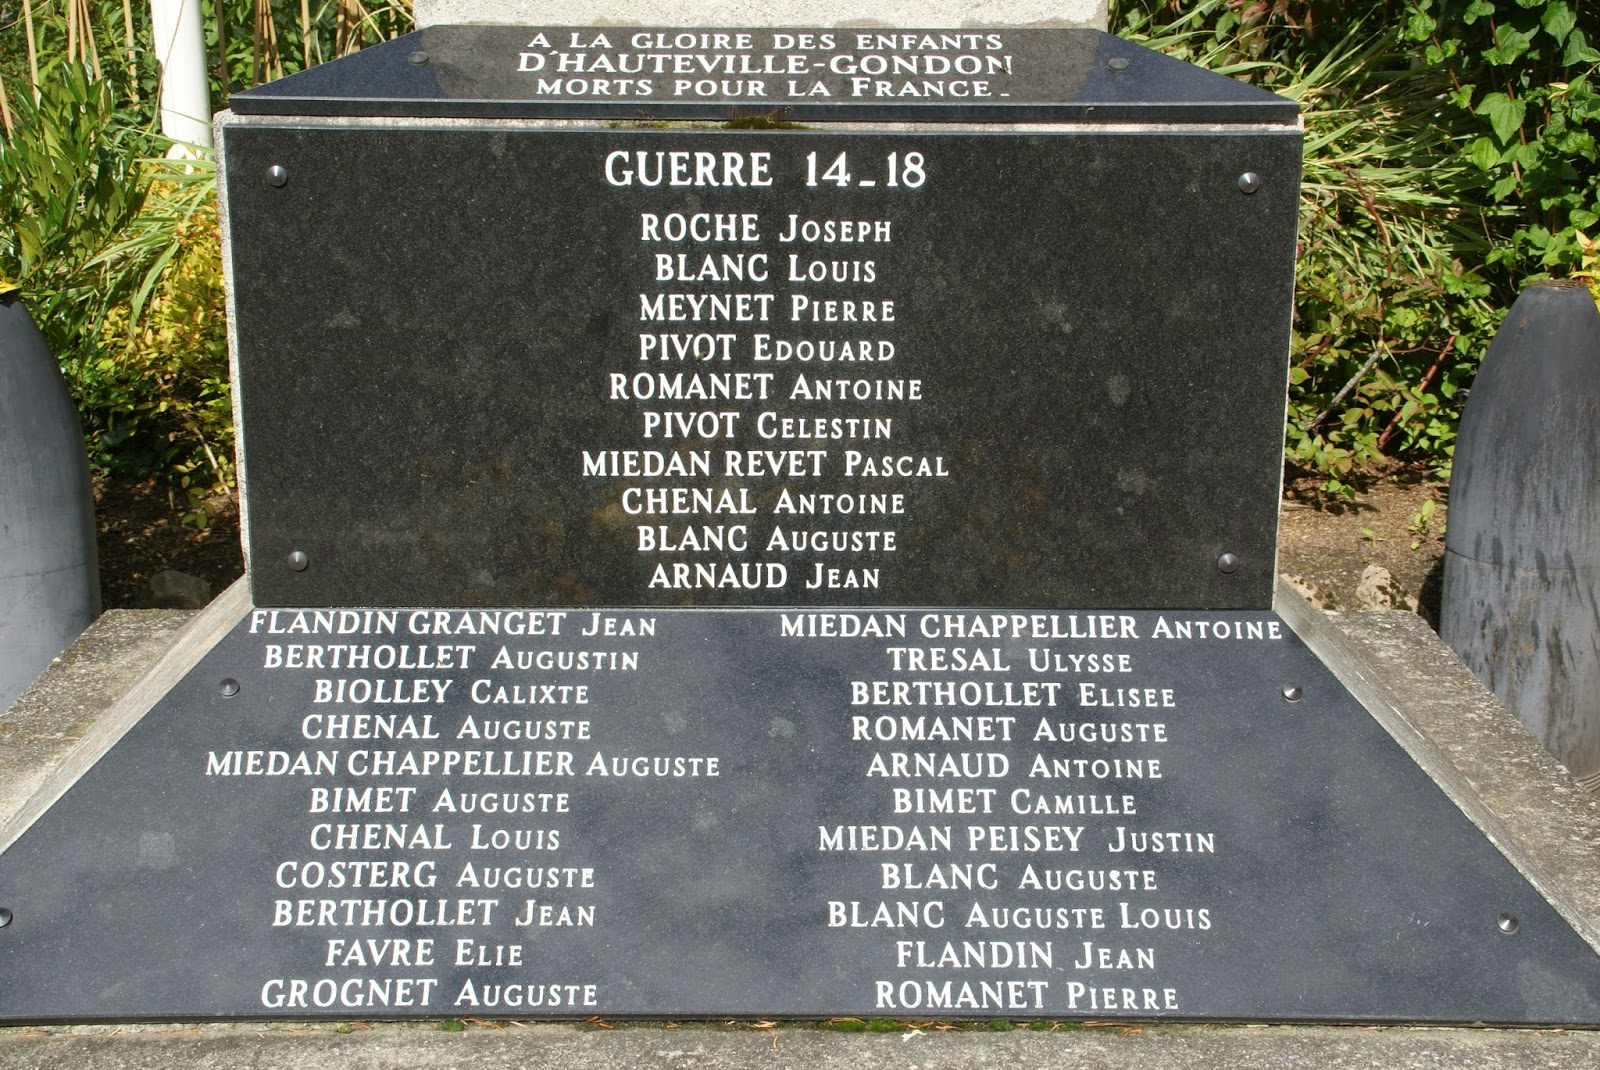 A LA GLOIRE DES ENFANTS
D'HAUTEVILLE-GONDON
MORTS POUR LA FRANCE-
GUERRE 14-18
ROCHE JOSEPH
BLANC LOUIS
MEYNET PIERRE
PIVOT EDOUARD
ROMANET ANTOINE
PIVOT CELESTIN
MIEDAN REVET PASCAL
CHENAL ANTOINE
BLANC AUGUSTE
ARNAUD JEAN
FLANDIN GRANGET JEAN
BERTHOLLET AUGUSTIN
BIOLLEY CALIXTE
CHENAL AUGUSTE
MIEDAN CHAPPELLIER AUGUSTE
BIMET AUGUSTE
CHENAL LOUIS
COSTERG AUGUSTE
BERTHOLLET JEAN
FAVRE ELIE
GROGNET AUGUSTE
MIEDAN CHAPPELLIER ANTOINE
TRESAL ULYSSE
BERTHOLLET ELISEE
ROMANET AUGUSTE
ARNAUD ANTOINE
BIMET CAMILLE
MIEDAN PEISEY JUSTIN
BLANC AUGUSTE
BLANC AUGUSTE LOUIS
FLANDIN JEAN
ROMANET PIERRE